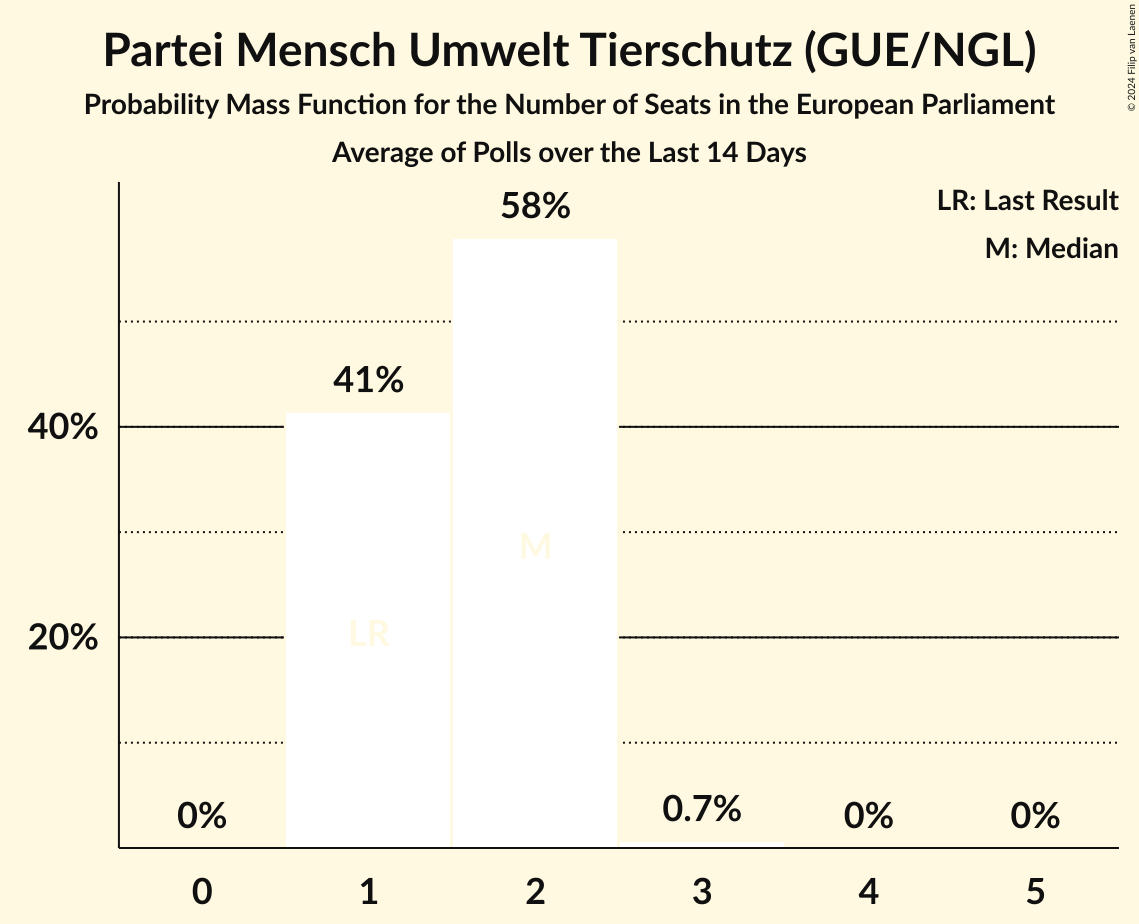 Partei Mensch Umwelt Tierschutz (GUE/NGL)
Probability Mass Function for the Number of Seats in the European Parliament
Average of Polls over the Last 14 Days
© 2024 Filip van Laenen
LR: Last Result
M: Median
58%
41%
40%
M
LR
20%
0%
0.7%
0%
0%
0 1 2 3 4 5